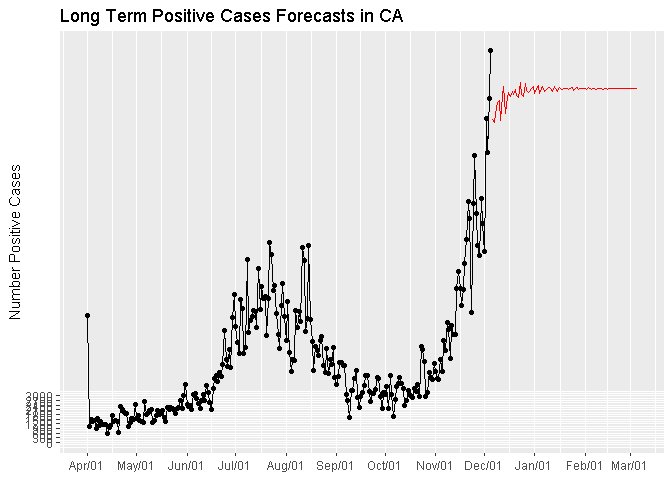 Long Term Positive Cases Forecasts in CA
Number Positive Cases
3000
0
Apr/01 May/01 Jun/01 Jul/01 Aug/01 Sep/01 Oct/01 Nov/01 Dec/01 Jan/01 Feb/01 Mar/01